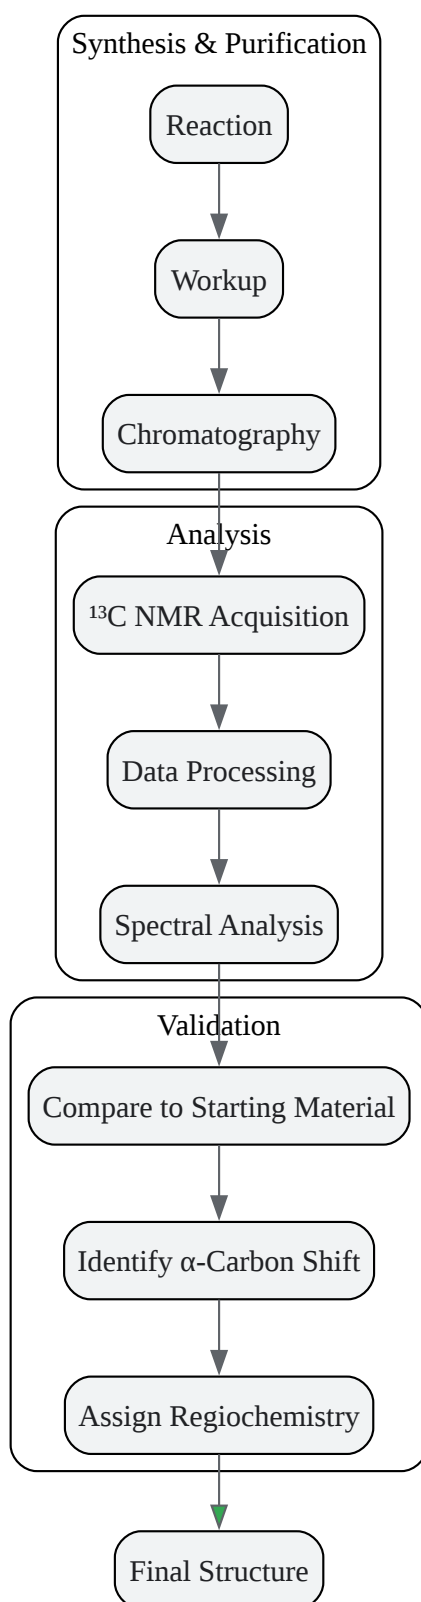 Synthesis & Purification
Reaction
Workup
Chromatography
Analysis
¹³C NMR Acquisition
Data Processing
Spectral Analysis
Validation
Compare to Starting Material
Identify α-Carbon Shift
Assign Regiochemistry
Final Structure